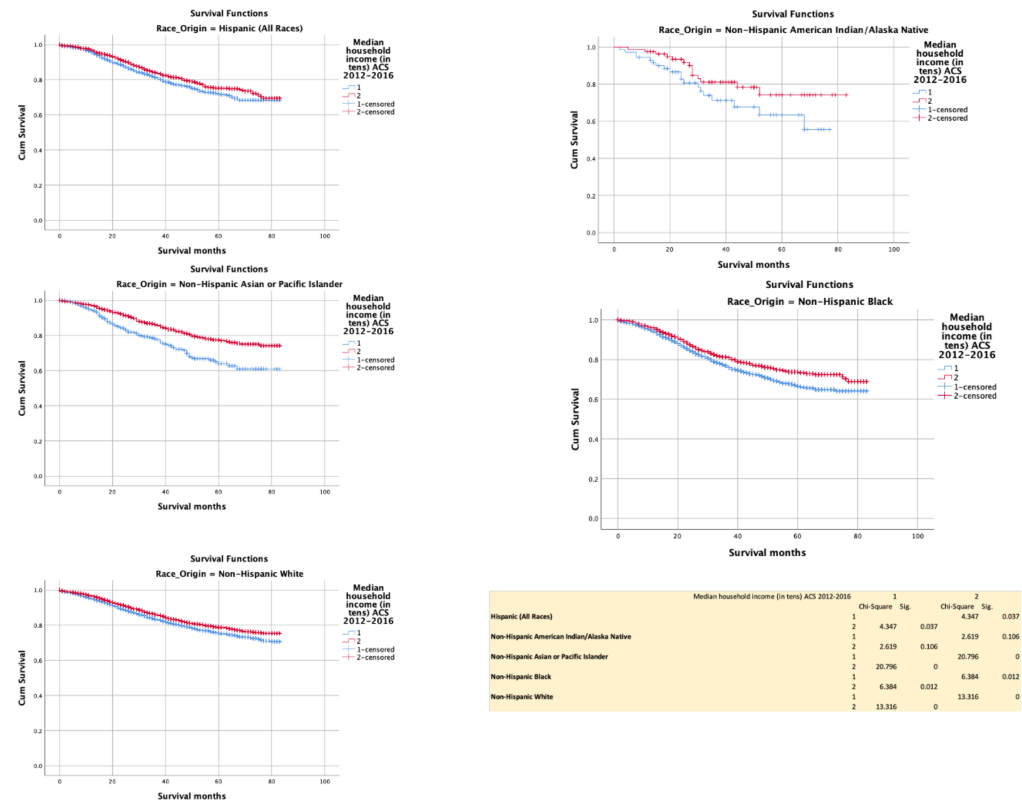 Survival Functions
Race_Origin = Hispanic (All Races)
Median
household
income (in
tens) ACS
2012-2016
1
2
1-censored
2-censored
1.0
0.8
0.6
0.4
0.2
0.0
Cum Survival
0 20 40 60 80 100
Survival months
Survival Functions
Race_Origin = Non-Hispanic American Indian/Alaska Native
Median
household
income (in
tens) ACS
2012-2016
1
2
1-censored
2-censored
1.0
0.8
0.6
0.4
0.2
0.0
Cum Survival
0 20 40 60 80 100
Survival months
Survival Functions
Race_Origin = Non-Hispanic Asian or Pacific Islander
Median
household
income (in
tens) ACS
2012-2016
1
2
1-censored
2-censored
1.0
0.8
0.6
0.4
0.2
0.0
Cum Survival
0 20 40 60 80 100
Survival months
Survival Functions
Race_Origin = Non-Hispanic Black
Median
household
income (in
tens) ACS
2012-2016
1
2
1-censored
2-censored
1.0
0.8
0.6
0.4
0.2
0.0
Cum Survival
0 20 40 60 80 100
Survival months
Survival Functions
Race_Origin = Non-Hispanic White
Median
household
income (in
tens) ACS
2012-2016
1
2
1-censored
2-censored
1.0
0.8
0.6
0.4
0.2
0.0
Cum Survival
0 20 40 60 80 100
Survival months
Median household income (in tens) ACS 2012-2016 1 2
Chi-Square Sig. Chi-Square Sig.
Hispanic (All Races) 1 4.347 0.037
2 4.347 0.037
Non-Hispanic American Indian/Alaska Native 1 2.619 0.106
2 2.619 0.106
Non-Hispanic Asian or Pacific Islander 1 20.796 0
2 20.796 0
Non-Hispanic Black 1 6.384 0.012
2 6.384 0.012
Non-Hispanic White 1 13.316 0
2 13.316 0